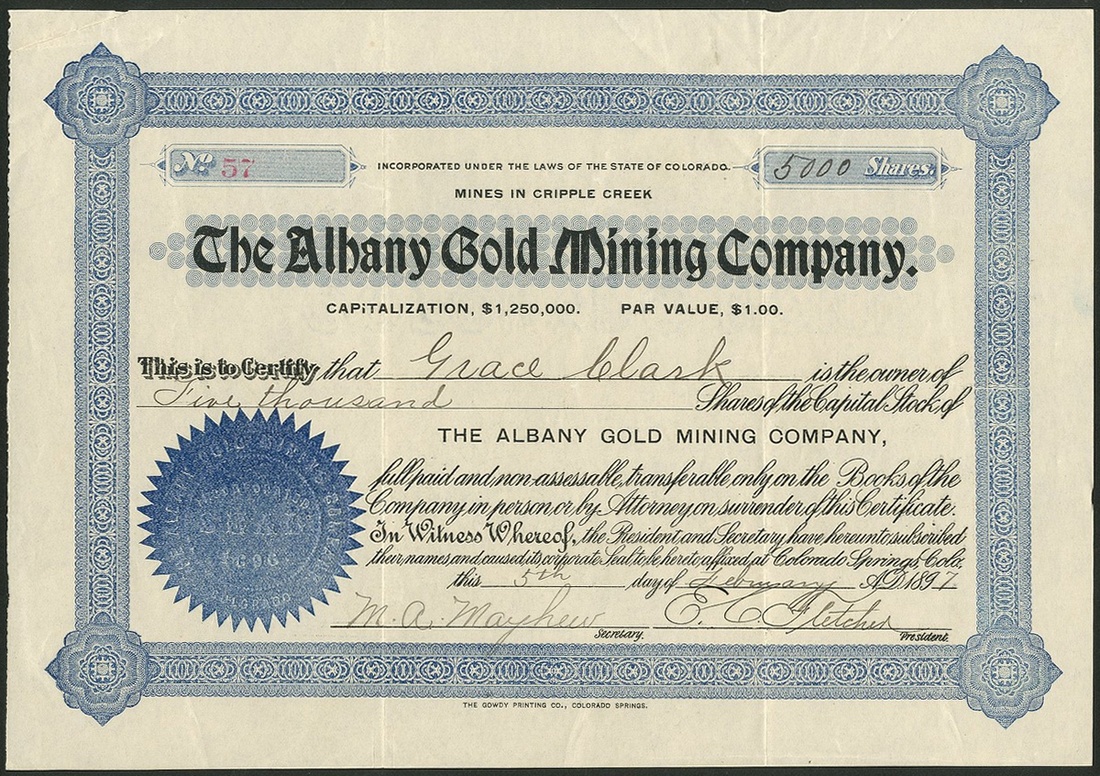 No. 57
INCORPORATED UNDER THE LAWS OF THE STATE OF COLORADO.
5000 Shares.
MINES IN CRIPPLE CREEK
The Albany Gold Mining Company.
CAPITALIZATION, $1,250,000. PAR VALUE, $1.00.
This is to Certify that Grace Clark is the owner of
Five thousand Shares of the Capital Stock of
THE ALBANY GOLD MINING COMPANY,
full paid and non-assessable, transferable only on the Books of the
Company in person or by Attorney on surrender of this Certificate.
In Witness Whereof, the President and Secretary have hereunto subscribed
their names and caused its corporate Seal to be hereto affixed at Colorado Springs, Colo.
this 5th day of February A.D. 1897
M. A. Mayhew Secretary. E. C. Fletcher President.
1896
THE GOWDY PRINTING CO., COLORADO SPRINGS.